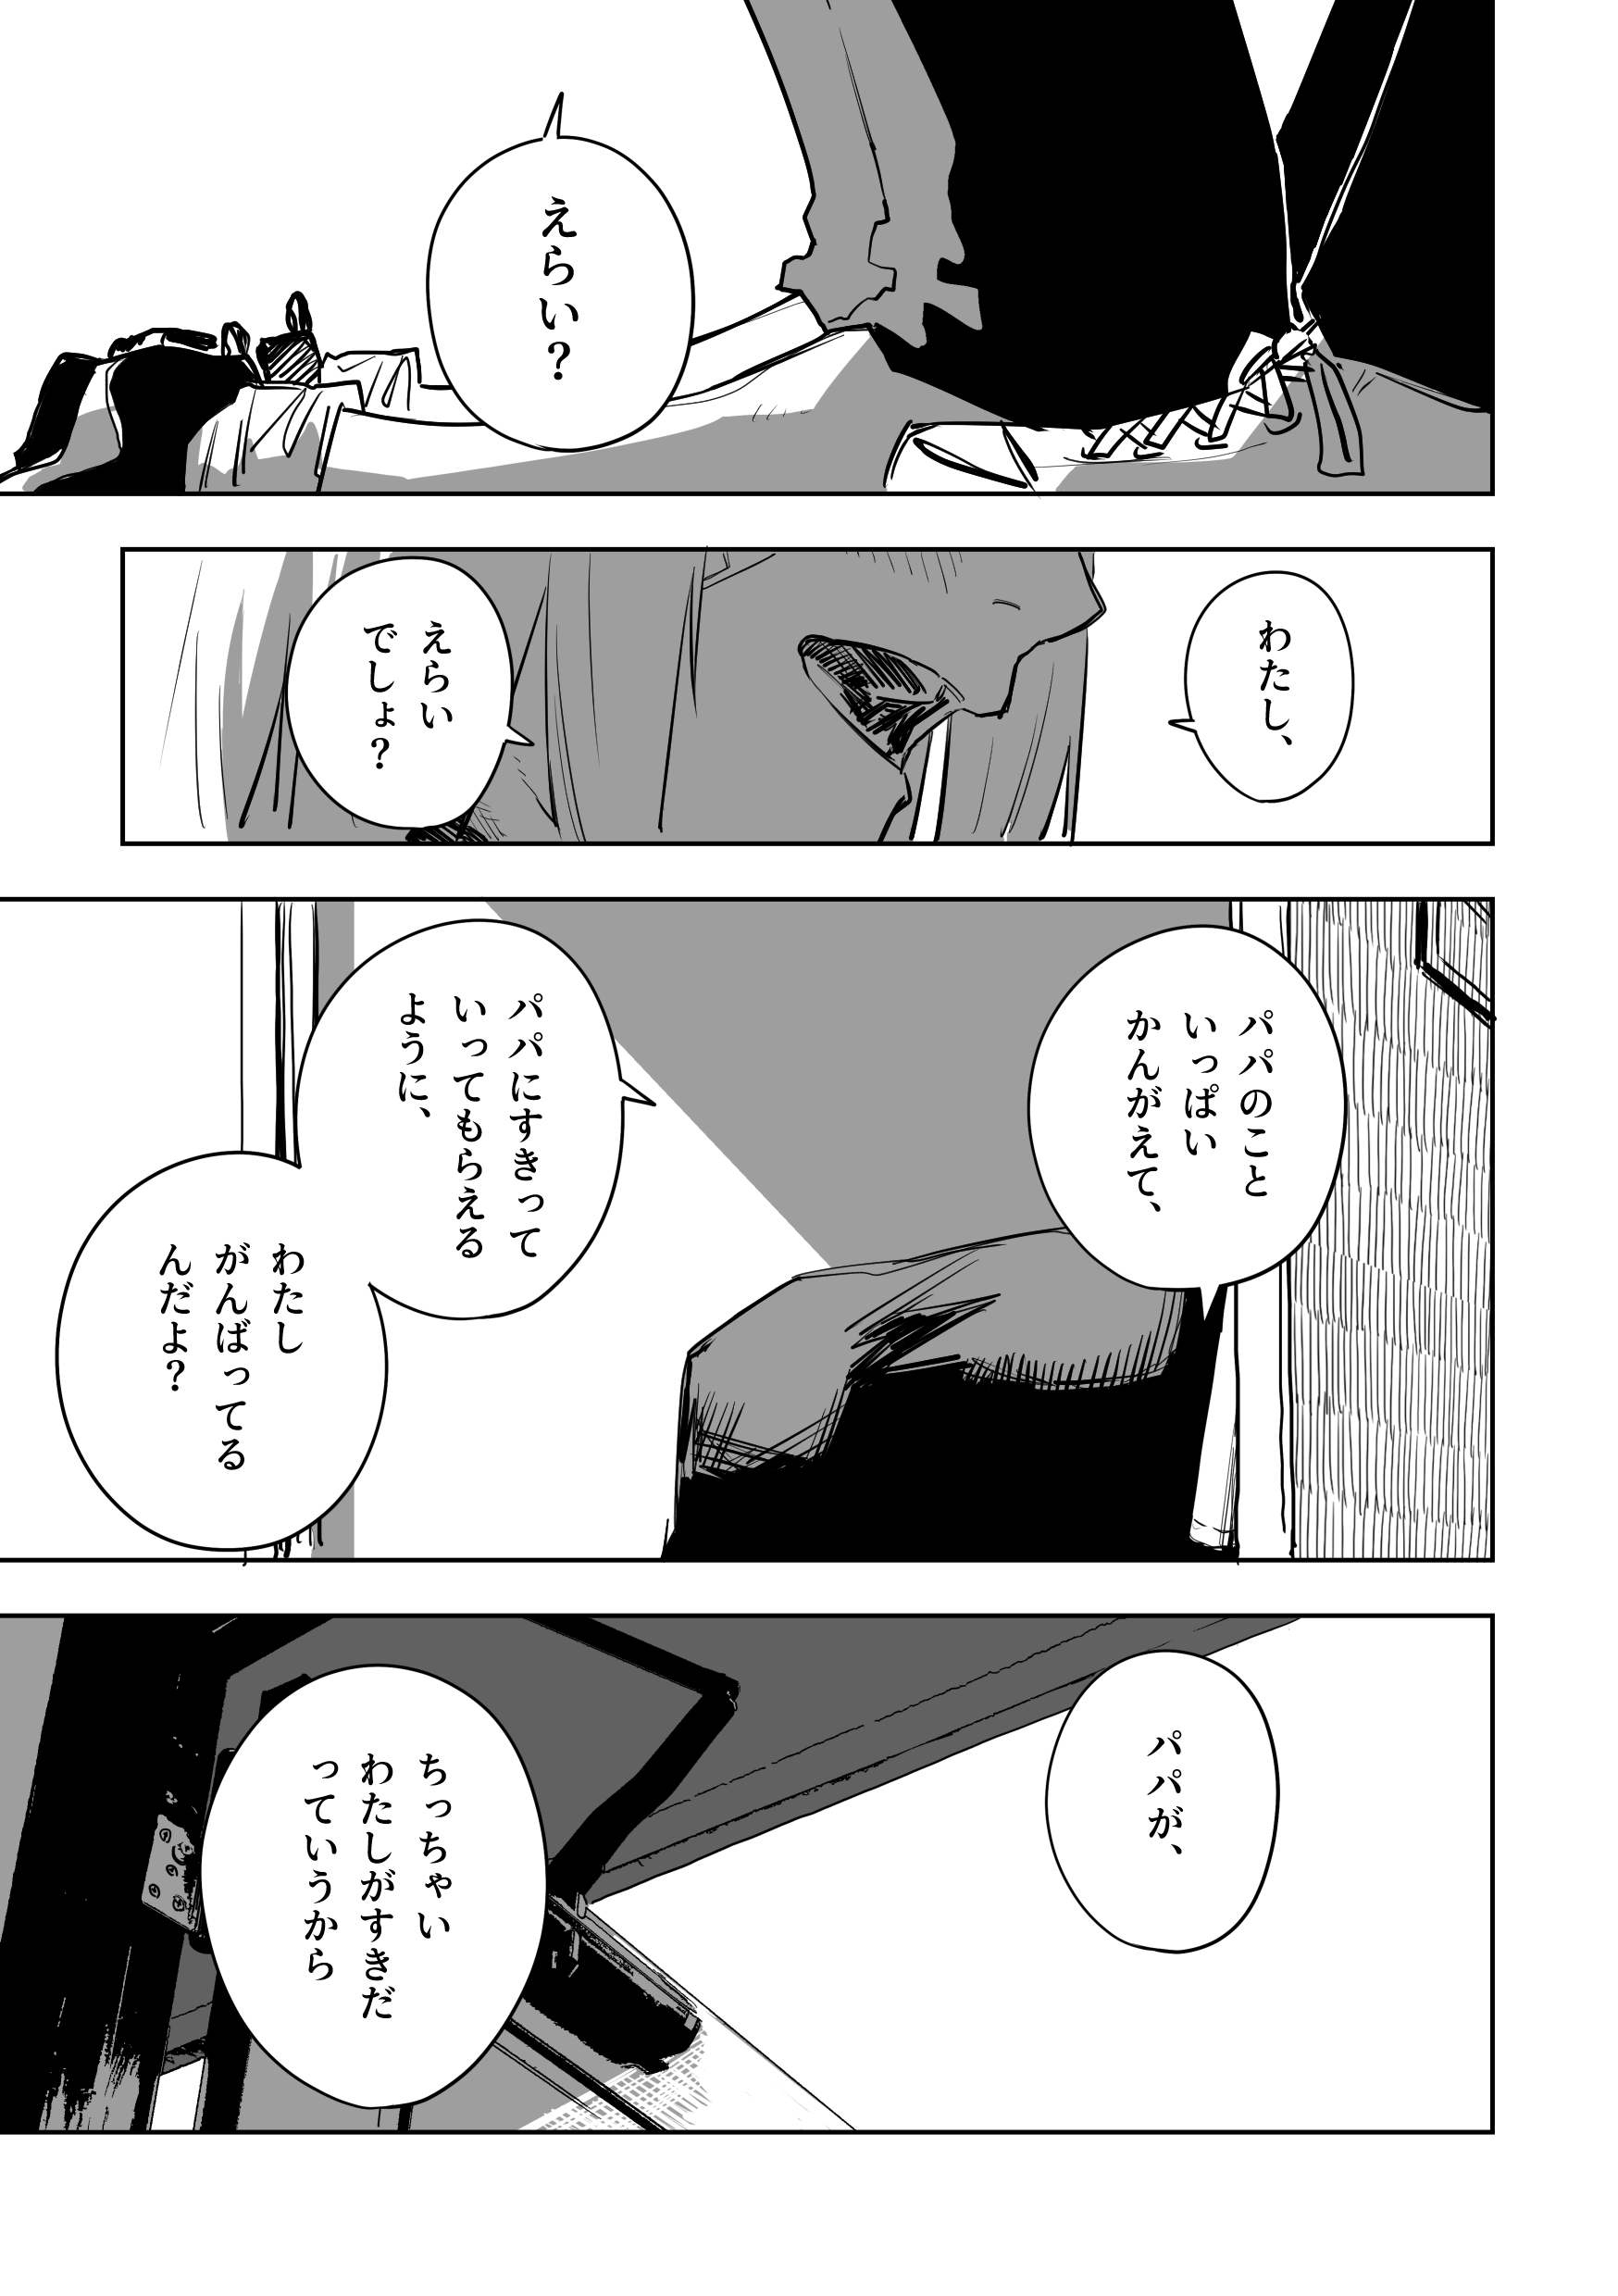 えらい？
わたし、
えらい
でしょ？
パパのこと
いっぱい
かんがえて、
パパにすきって
いってもらえる
ように、
わたし
がんばってる
んだよ？
パパが、
ちっちゃい
わたしがすきだ
っていうから